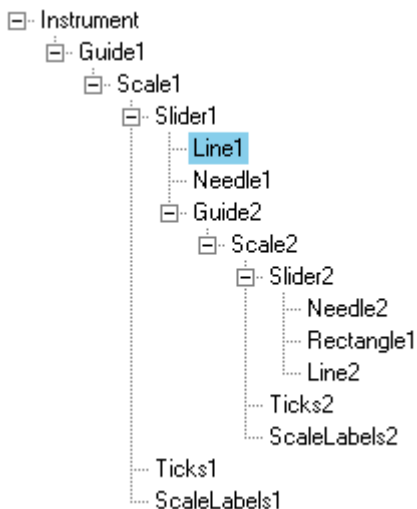 Instrument
Guide1
Scale1
Slider1
Line1
Needle1
Guide2
Scale2
Slider2
Needle2
Rectangle1
Line2
Ticks2
ScaleLabels2
Ticks1
ScaleLabels1